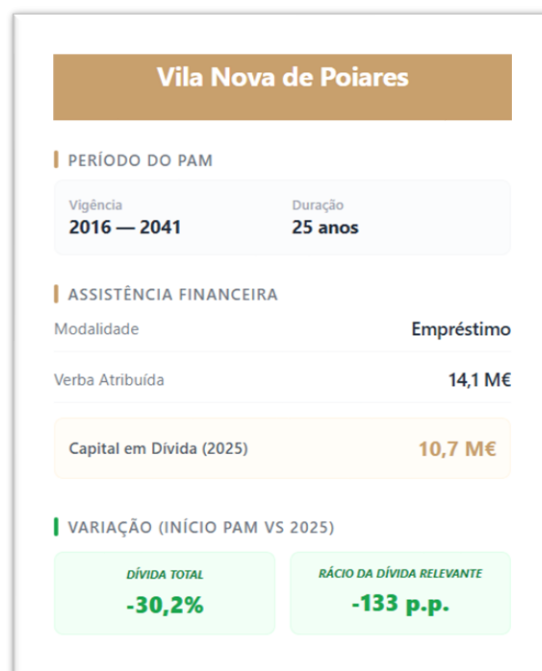 Vila Nova de Poiares
PERÍODO DO PAM
Vigência Duração
2016 — 2041 25 anos
ASSISTÊNCIA FINANCEIRA
Modalidade Empréstimo
Verba Atribuída 14,1 M€
Capital em Dívida (2025) 10,7 M€
VARIAÇÃO (INÍCIO PAM VS 2025)
DÍVIDA TOTAL RÁCIO DA DÍVIDA RELEVANTE
-30,2% -133 p.p.